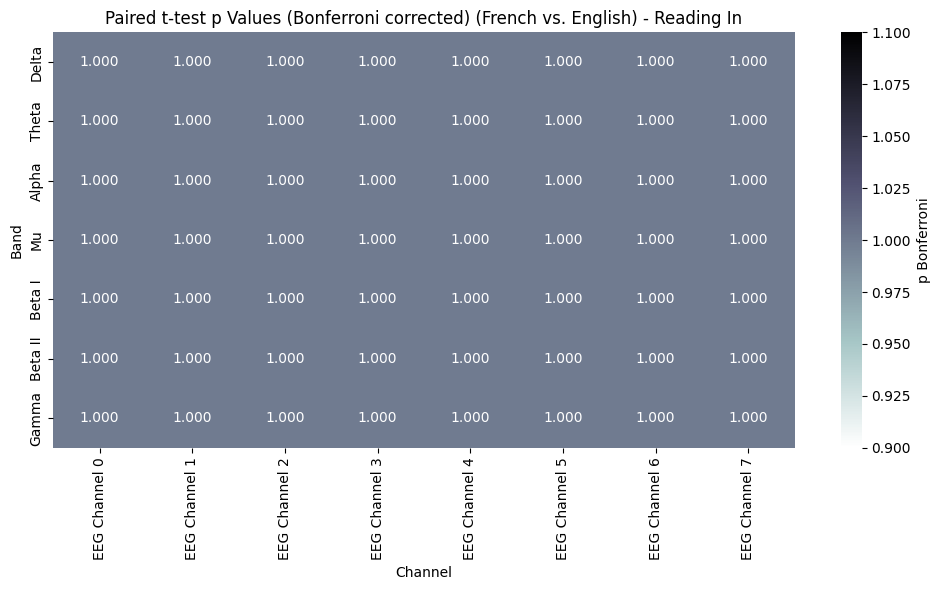 Paired t-test p Values (Bonferroni corrected) (French vs. English) - Reading In
Delta 1.000 1.000 1.000 1.000 1.000 1.000 1.000 1.000
Theta 1.000 1.000 1.000 1.000 1.000 1.000 1.000 1.000
Alpha 1.000 1.000 1.000 1.000 1.000 1.000 1.000 1.000
Mu 1.000 1.000 1.000 1.000 1.000 1.000 1.000 1.000
Beta I 1.000 1.000 1.000 1.000 1.000 1.000 1.000 1.000
Beta II 1.000 1.000 1.000 1.000 1.000 1.000 1.000 1.000
Gamma 1.000 1.000 1.000 1.000 1.000 1.000 1.000 1.000
Band
EEG Channel 0
EEG Channel 1
EEG Channel 2
EEG Channel 3
EEG Channel 4
EEG Channel 5
EEG Channel 6
EEG Channel 7
Channel
1.100
1.075
1.050
1.025
1.000
0.975
0.950
0.925
0.900
p Bonferroni